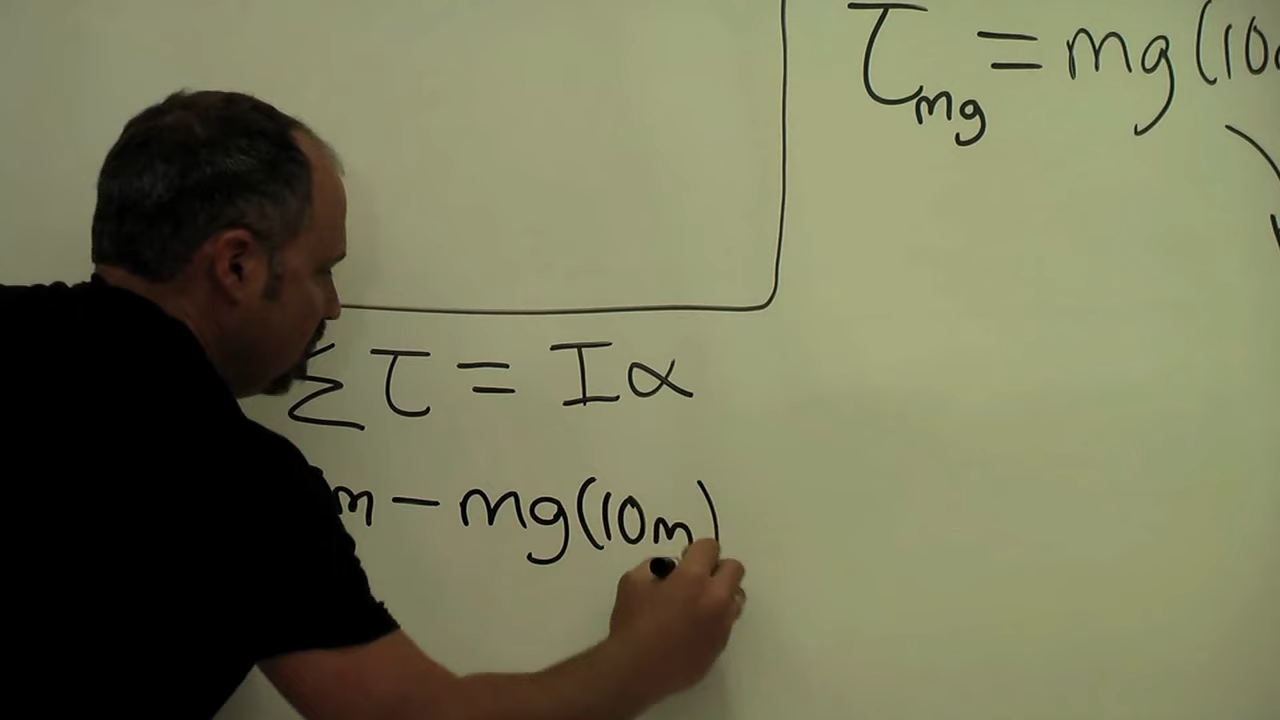 τmg = mg(10
Στ = Iα
m - mg(10m)